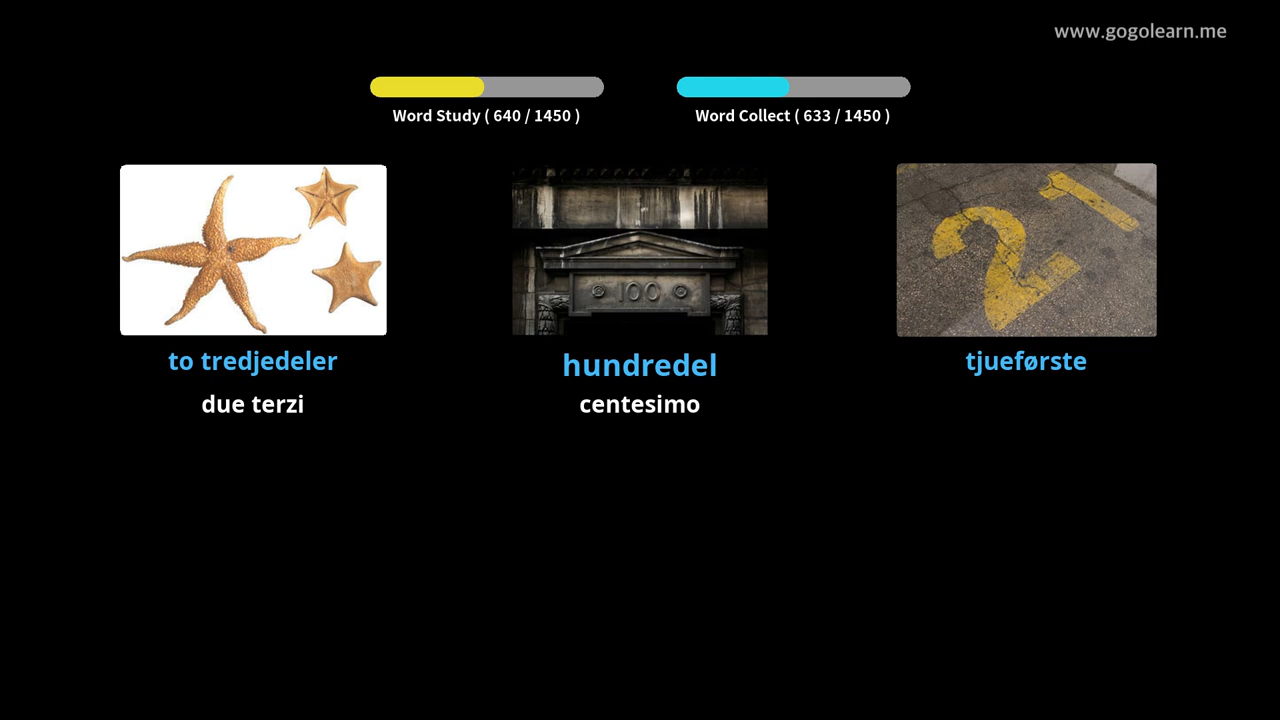 www.gogolearn.me
Word Study ( 640 / 1450 )
Word Collect ( 633 / 1450 )
100
21
to tredjedeler
hundredel
tjueførste
due terzi
centesimo